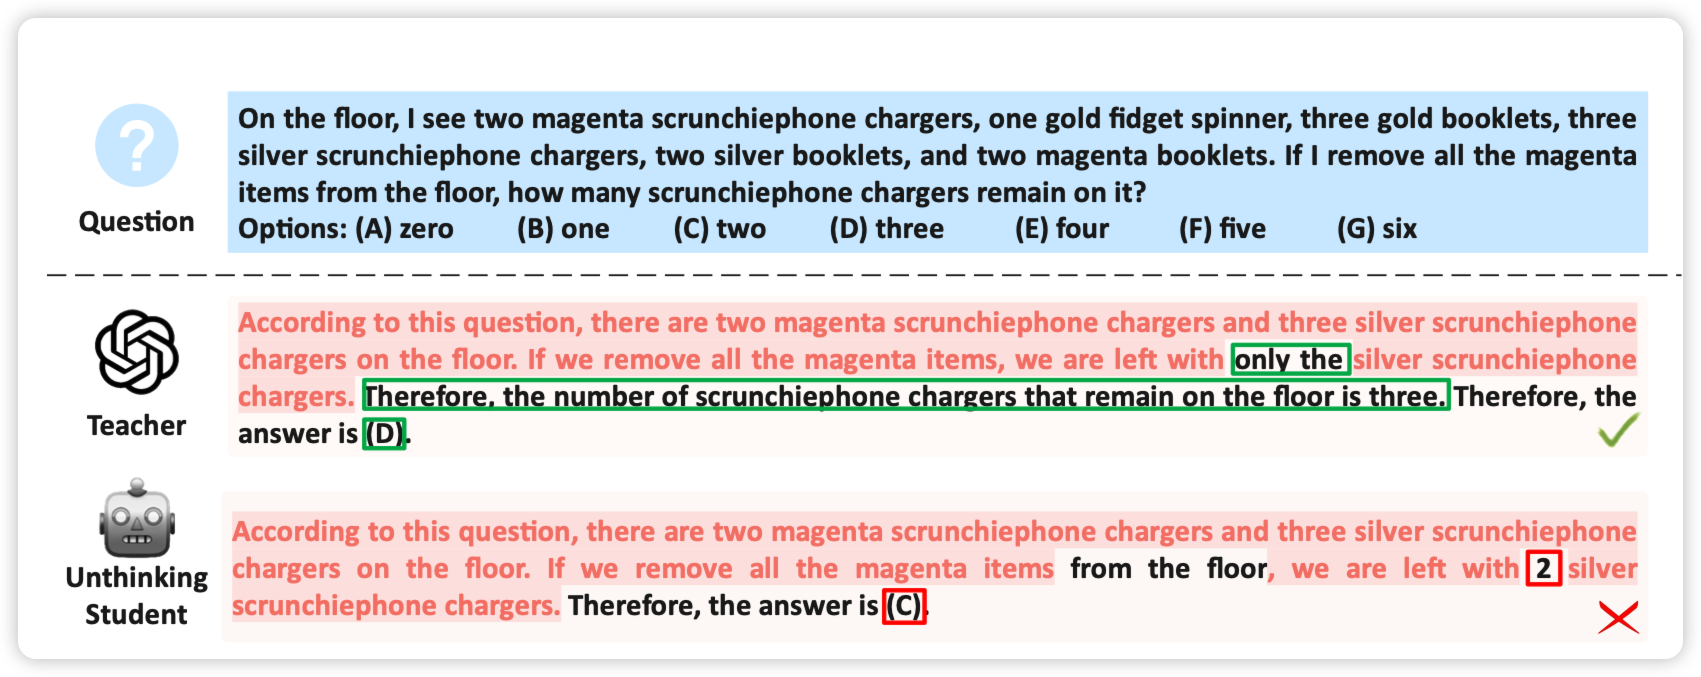 ?
On the floor, I see two magenta scrunchiephone chargers, one gold fidget spinner, three gold booklets, three
silver scrunchiephone chargers, two silver booklets, and two magenta booklets. If I remove all the magenta
items from the floor, how many scrunchiephone chargers remain on it?
Options: (A) zero (B) one (C) two (D) three (E) four (F) five (G) six
Question
According to this question, there are two magenta scrunchiephone chargers and three silver scrunchiephone
chargers on the floor. If we remove all the magenta items, we are left with only the silver scrunchiephone
chargers. Therefore, the number of scrunchiephone chargers that remain on the floor is three. Therefore, the
answer is (D).
Teacher
According to this question, there are two magenta scrunchiephone chargers and three silver scrunchiephone
chargers on the floor. If we remove all the magenta items from the floor, we are left with 2 silver
scrunchiephone chargers. Therefore, the answer is (C).
Unthinking
Student